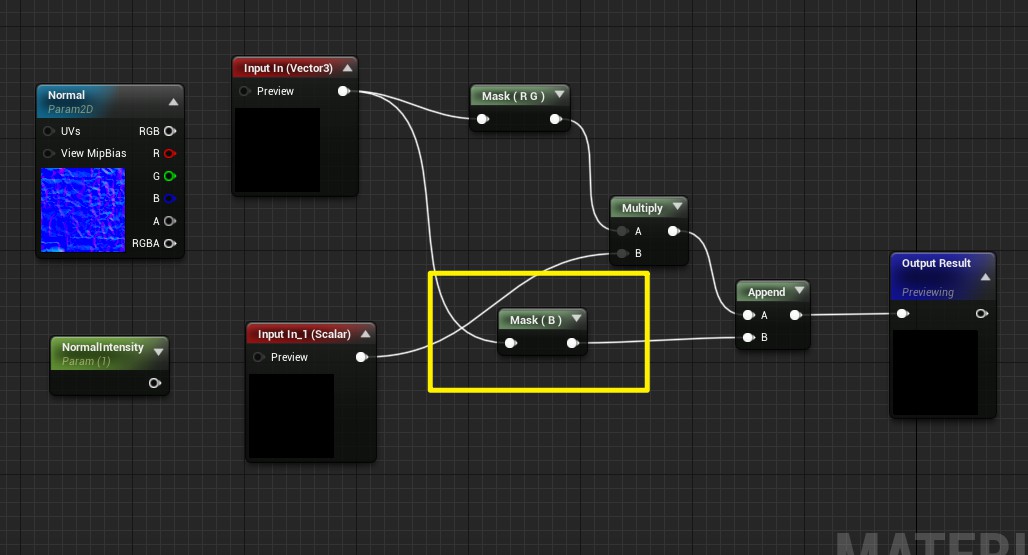 Normal
Param2D
UVs
RGB
View MipBias
R
G
B
A
RGBA
Input In (Vector3)
Preview
Mask ( R G )
Multiply
A
B
Mask ( B )
Append
A
B
Output Result
Previewing
NormalIntensity
Param (1)
Input In_1 (Scalar)
Preview